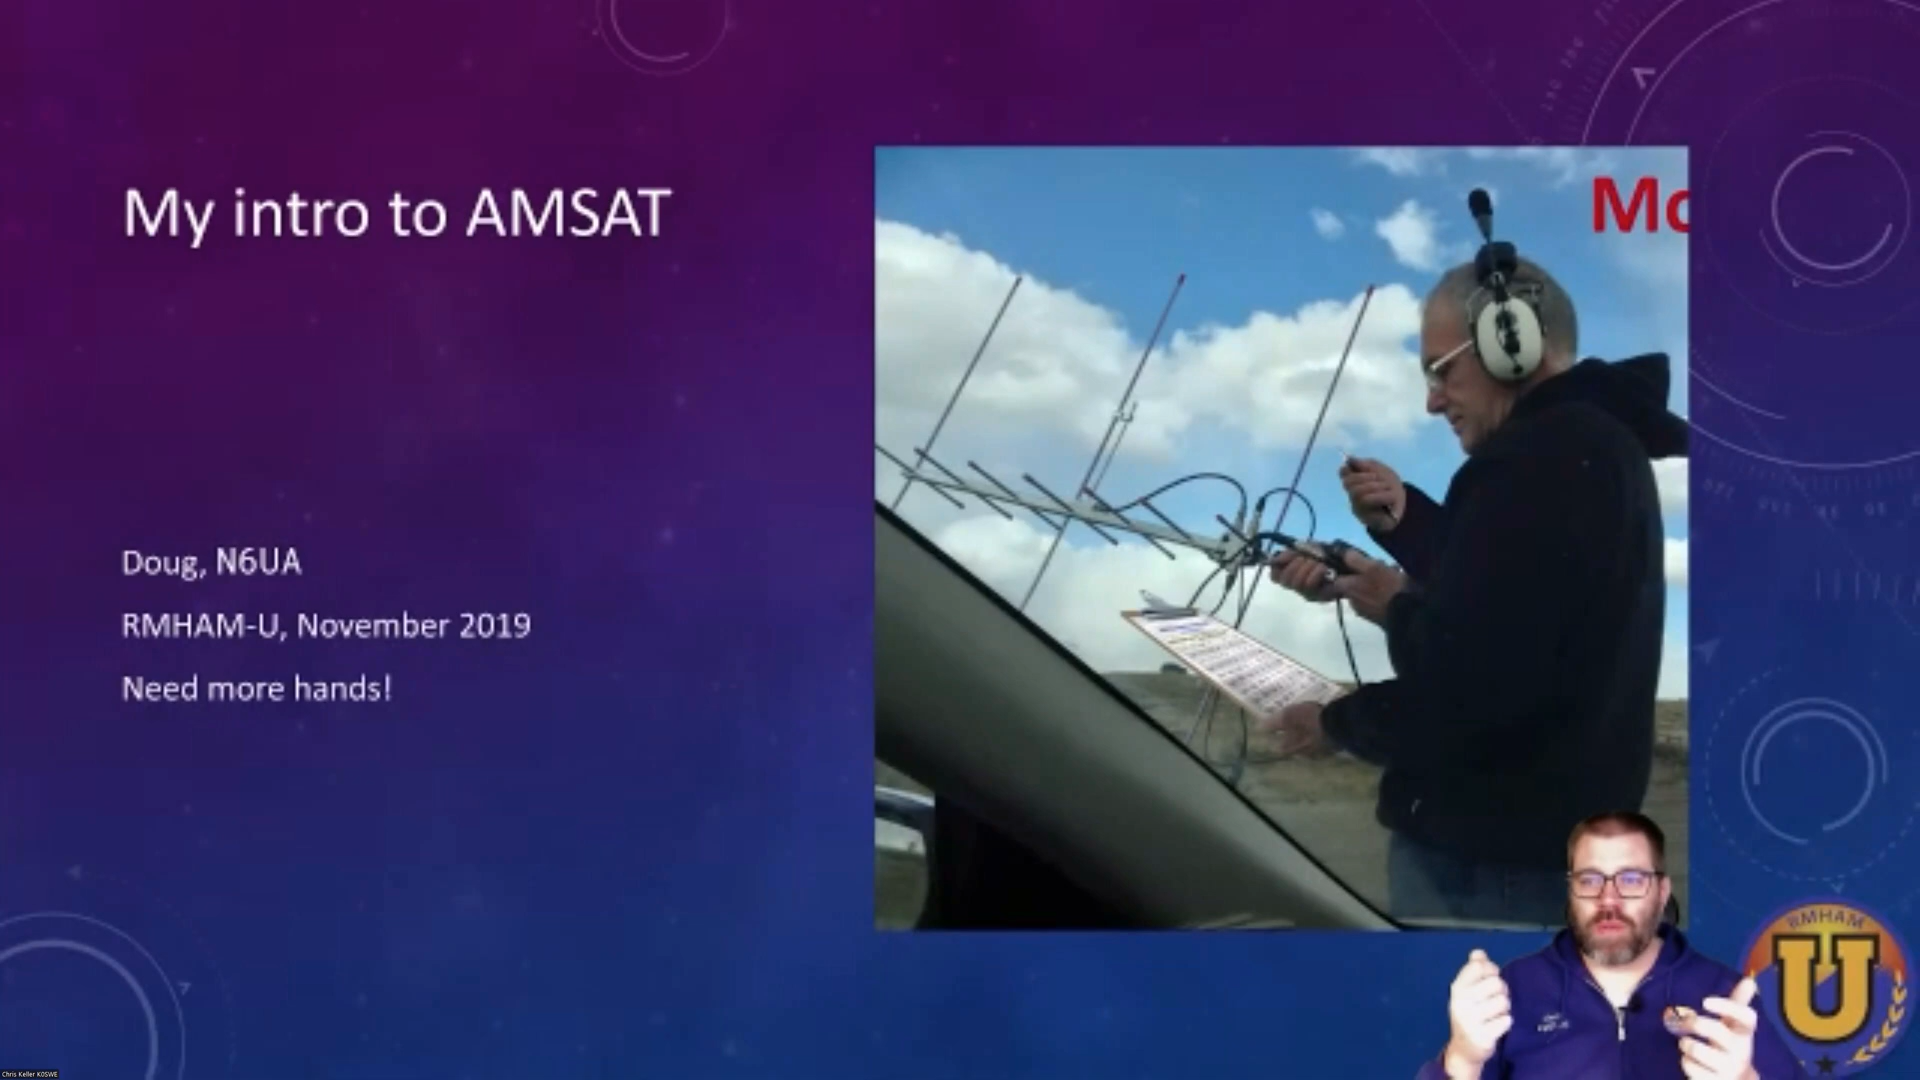 My intro to AMSAT
Mo
Doug, N6UA
RMHAM-U, November 2019
Need more hands!
RMHAM
U
Chris Keller K0SWE